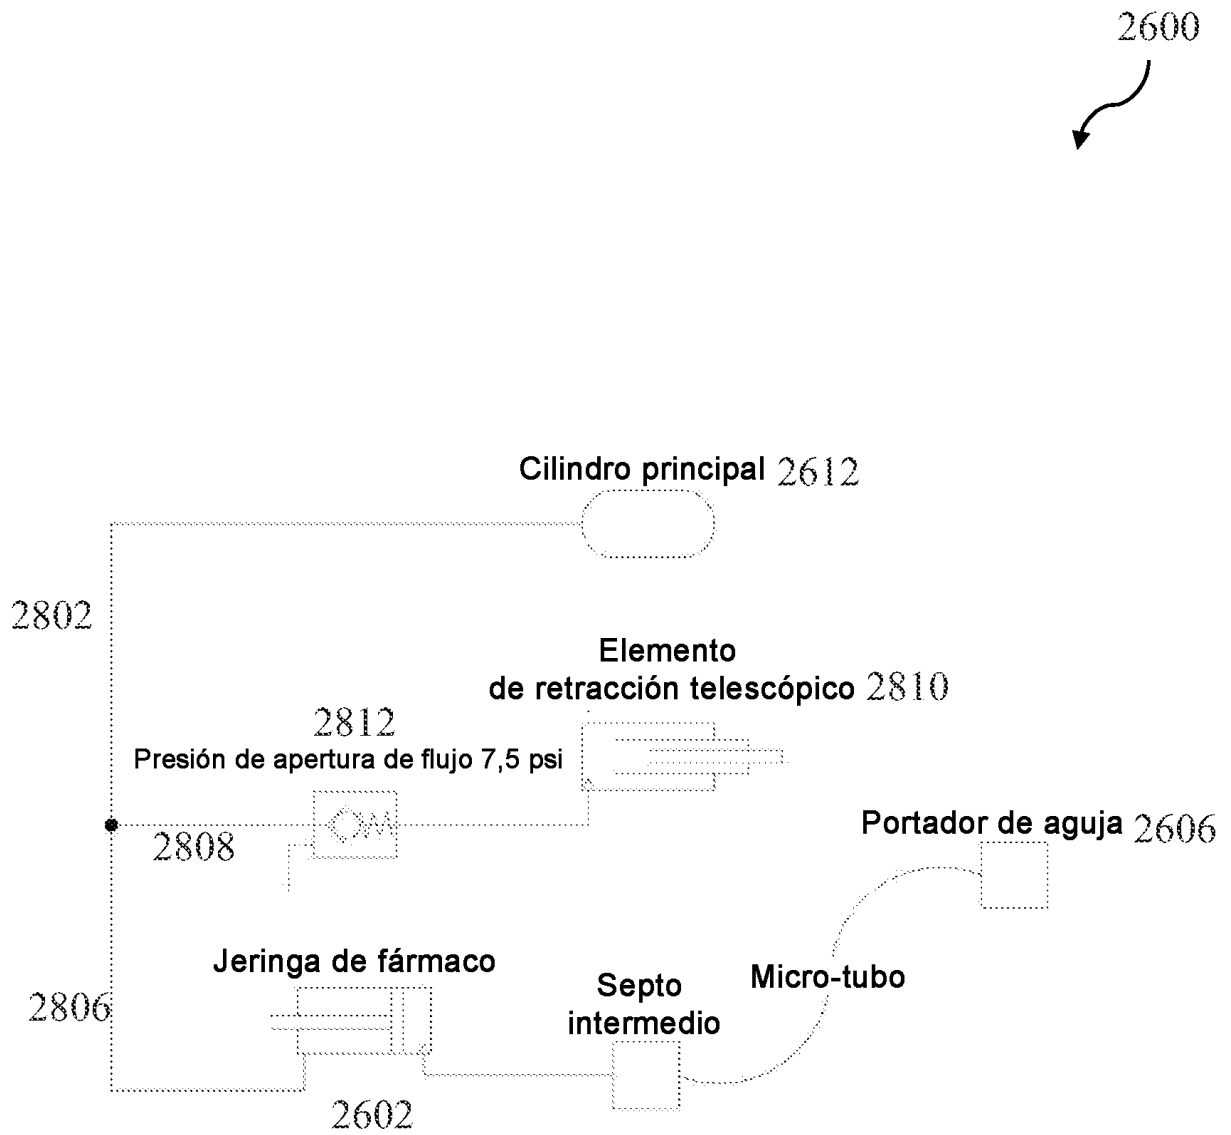 2600
Cilindro principal 2612
2802
Elemento
de retracción telescópico 2810
2812
Presión de apertura de flujo 7,5 psi
2808
Portador de aguja 2606
Jeringa de fármaco
2806
Septo
intermedio
Micro-tubo
2602